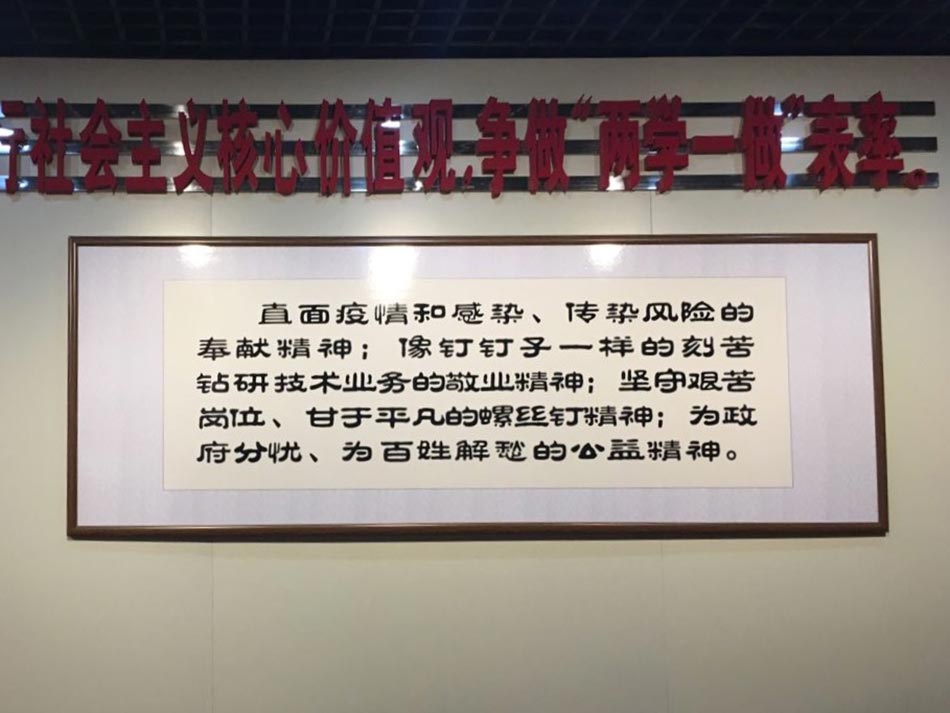 社会主义核心价值观,争做“两学一做”表率。
直面疫情和感染、传染风险的
奉献精神；像钉钉子一样的刻苦
钻研技术业务的敬业精神；坚守艰苦
岗位、甘于平凡的螺丝钉精神；为政
府分忧、为百姓解愁的公益精神。